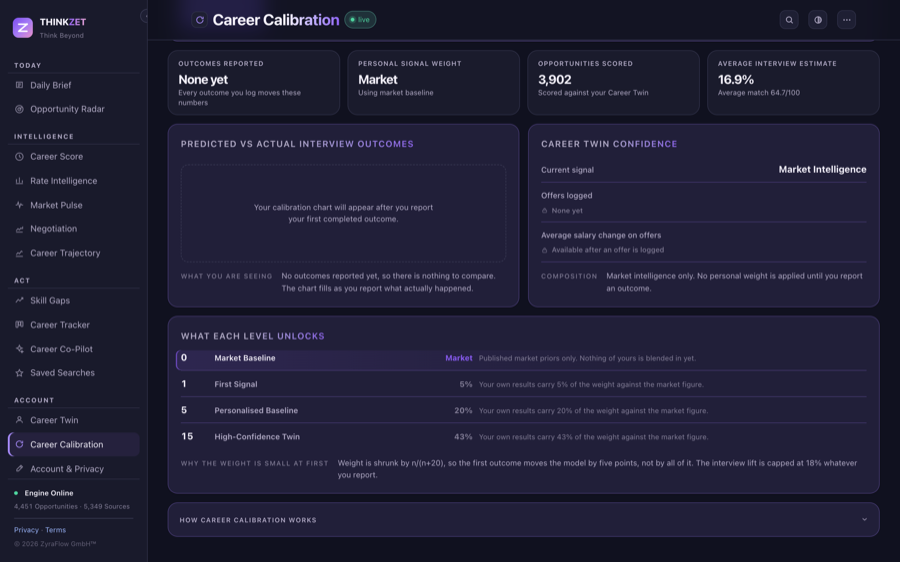 THINKZET
Think Beyond
TODAY
Daily Brief
Opportunity Radar
INTELLIGENCE
Career Score
Rate Intelligence
Market Pulse
Negotiation
Career Trajectory
ACT
Skill Gaps
Career Tracker
Career Co-Pilot
Saved Searches
ACCOUNT
Career Twin
Career Calibration
Account & Privacy
Engine Online
4,451 Opportunities · 5,349 Sources
Privacy · Terms
© 2026 ZyraFlow GmbH™
Career Calibration
live
OUTCOMES REPORTED
None yet
Every outcome you log moves these
numbers
PERSONAL SIGNAL WEIGHT
Market
Using market baseline
OPPORTUNITIES SCORED
3,902
Scored against your Career Twin
AVERAGE INTERVIEW ESTIMATE
16.9%
Average match 64.7/100
PREDICTED VS ACTUAL INTERVIEW OUTCOMES
Your calibration chart will appear after you report
your first completed outcome.
WHAT YOU ARE SEEING No outcomes reported yet, so there is nothing to compare.
The chart fills as you report what actually happened.
CAREER TWIN CONFIDENCE
Current signal Market Intelligence
Offers logged
None yet
Average salary change on offers
Available after an offer is logged
COMPOSITION Market intelligence only. No personal weight is applied until you report
an outcome.
WHAT EACH LEVEL UNLOCKS
0 Market Baseline Market Published market priors only. Nothing of yours is blended in yet.
1 First Signal 5% Your own results carry 5% of the weight against the market figure.
5 Personalised Baseline 20% Your own results carry 20% of the weight against the market figure.
15 High-Confidence Twin 43% Your own results carry 43% of the weight against the market figure.
WHY THE WEIGHT IS SMALL AT FIRST Weight is shrunk by n/(n+20), so the first outcome moves the model by five points, not by all of it. The interview lift is capped at 18% whatever
you report.
HOW CAREER CALIBRATION WORKS